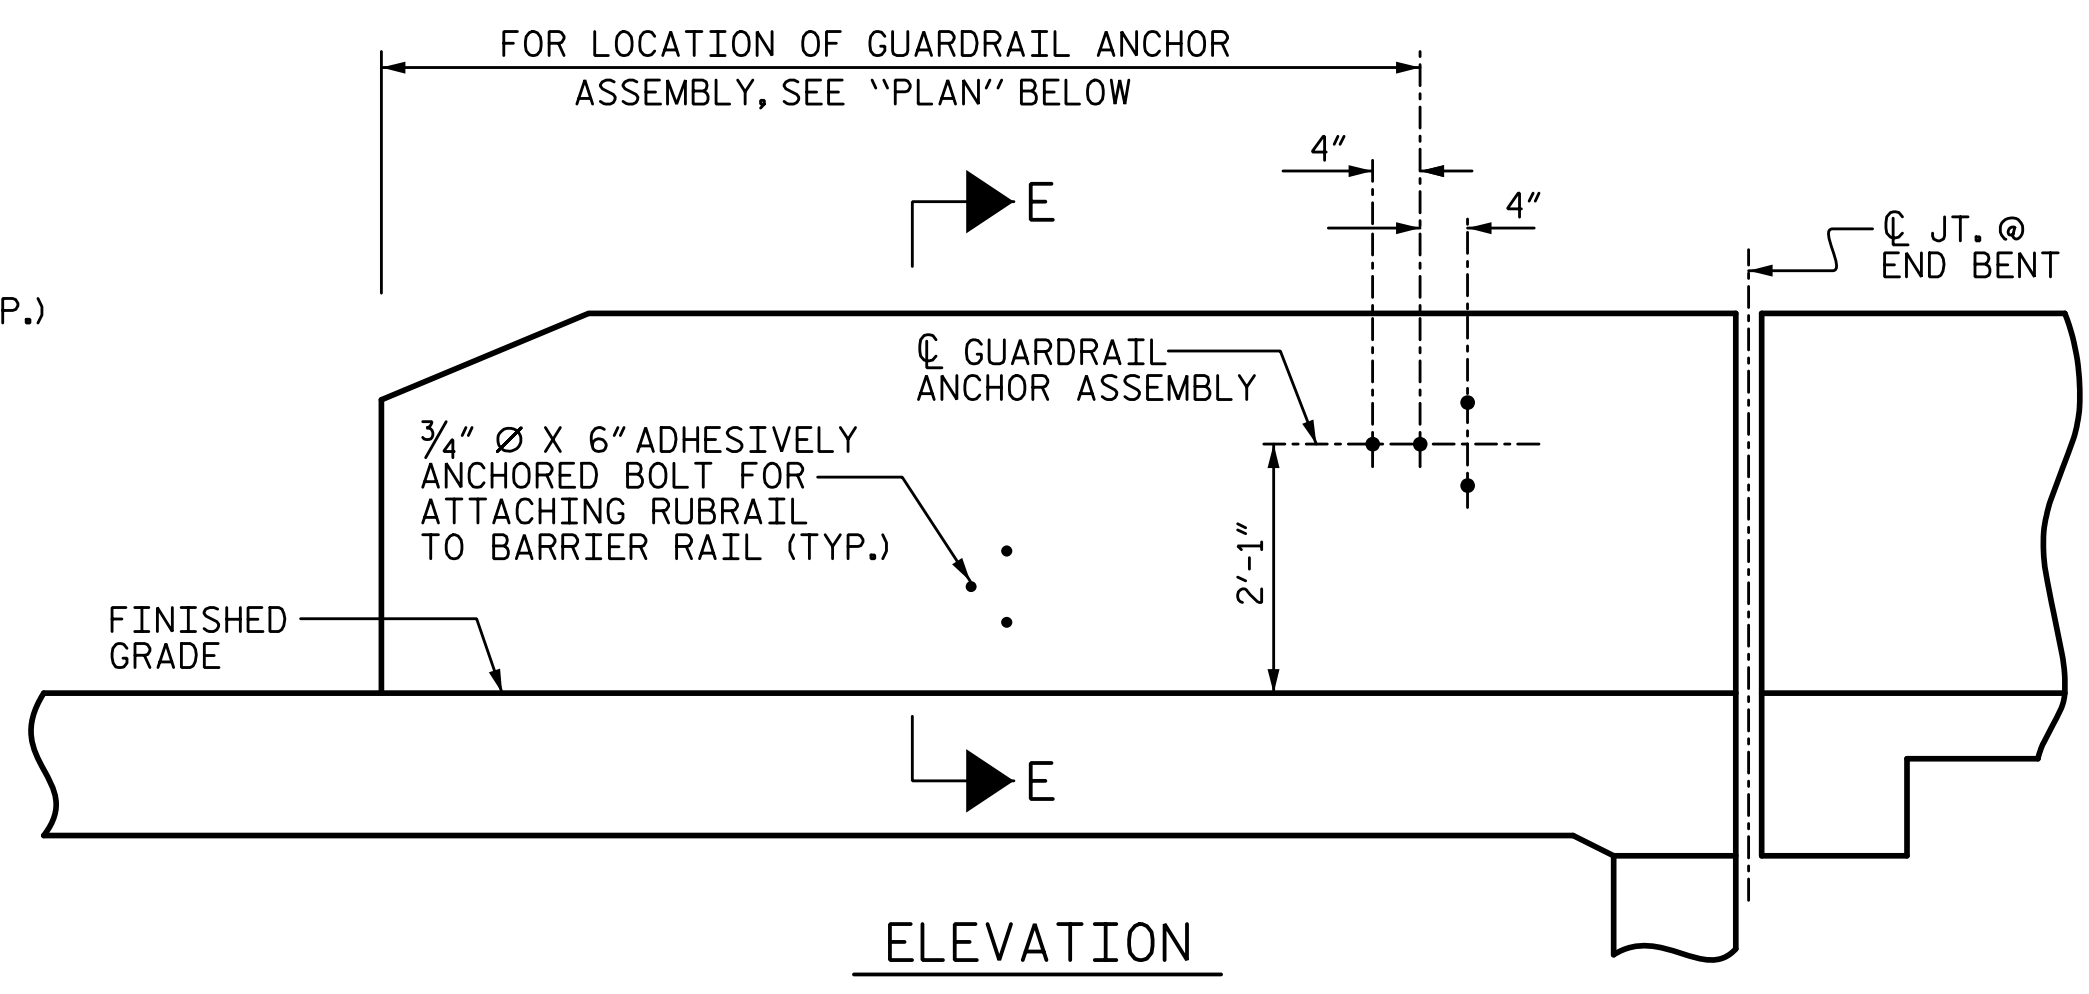 FOR LOCATION OF GUARDRAIL ANCHOR
ASSEMBLY, SEE "PLAN" BELOW
4"
E
4"
℄ JT. @
END BENT
P.)
℄ GUARDRAIL
ANCHOR ASSEMBLY
¾" Ø X 6" ADHESIVELY
ANCHORED BOLT FOR
ATTACHING RUBRAIL
TO BARRIER RAIL (TYP.)
2'-1"
FINISHED
GRADE
E
ELEVATION